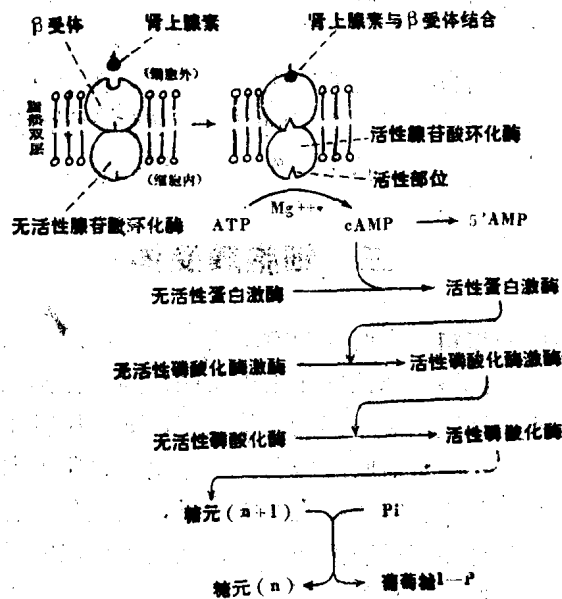 β受体
肾上腺素
肾上腺素与β受体结合
(细胞外)
脂质双层
活性腺苷酸环化酶
(细胞内)
活性部位
无活性腺苷酸环化酶
ATP
Mg++
cAMP
5'AMP
无活性蛋白激酶
活性蛋白激酶
无活性磷酸化酶激酶
活性磷酸化酶激酶
无活性磷酸化酶
活性磷酸化酶
糖元(n+1)
Pi
糖元(n)
葡萄糖1—P